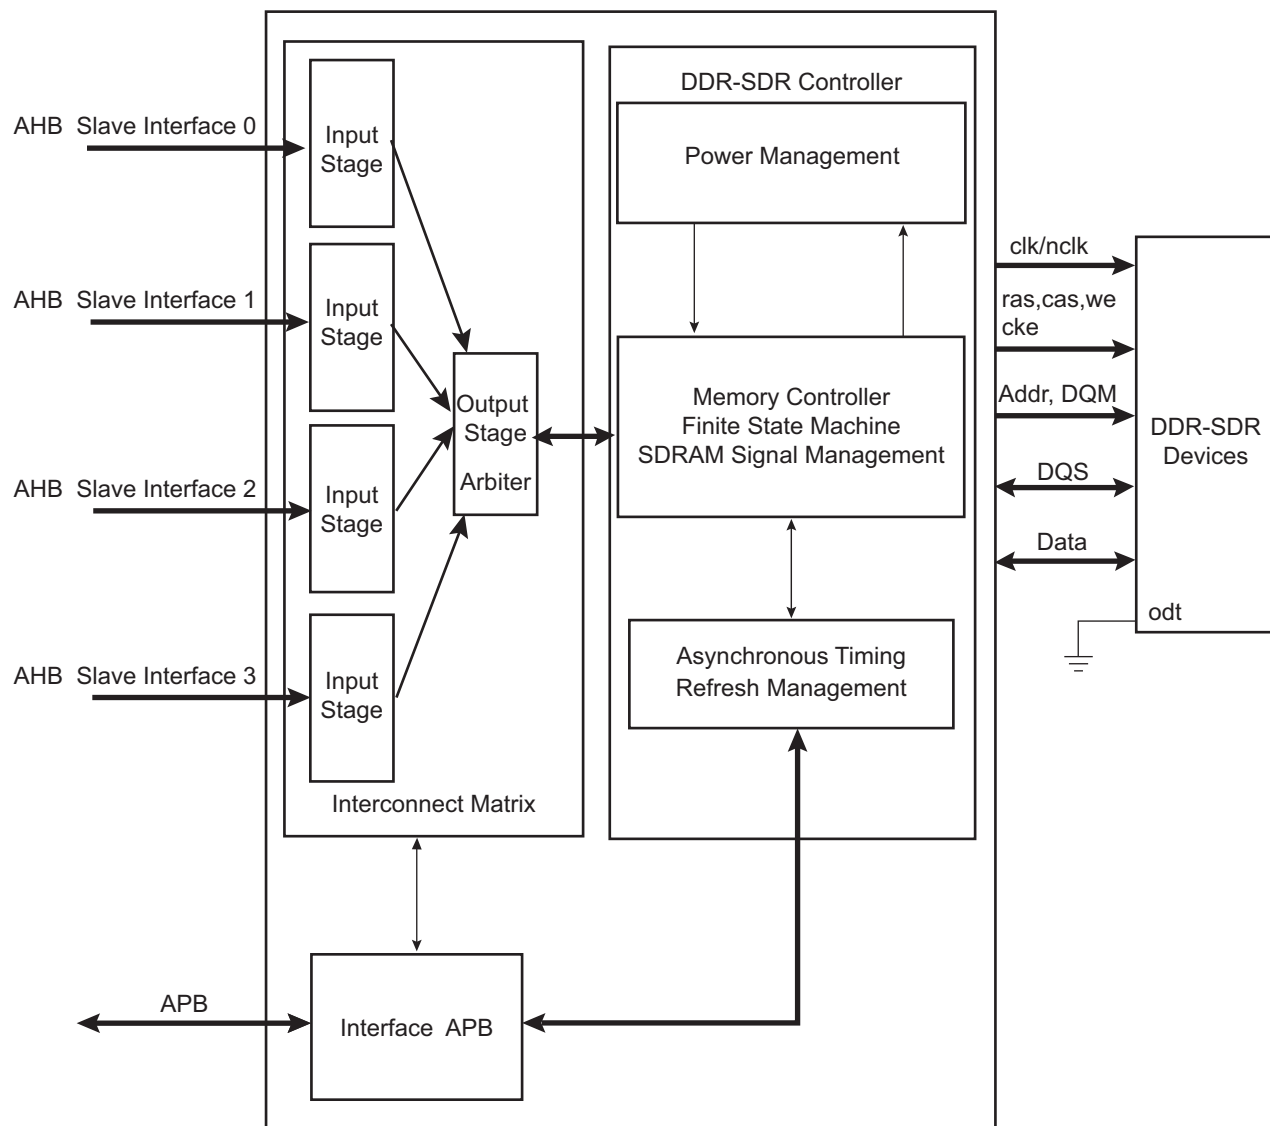 AHB Slave Interface 0
Input
Stage
AHB Slave Interface 1
Input
Stage
AHB Slave Interface 2
Input
Stage
AHB Slave Interface 3
Input
Stage
Output
Stage
Arbiter
Interconnect Matrix
DDR-SDR Controller
Power Management
Memory Controller
Finite State Machine
SDRAM Signal Management
Asynchronous Timing
Refresh Management
clk/nclk
ras,cas,we
cke
Addr, DQM
DQS
Data
DDR-SDR
Devices
odt
APB
Interface APB